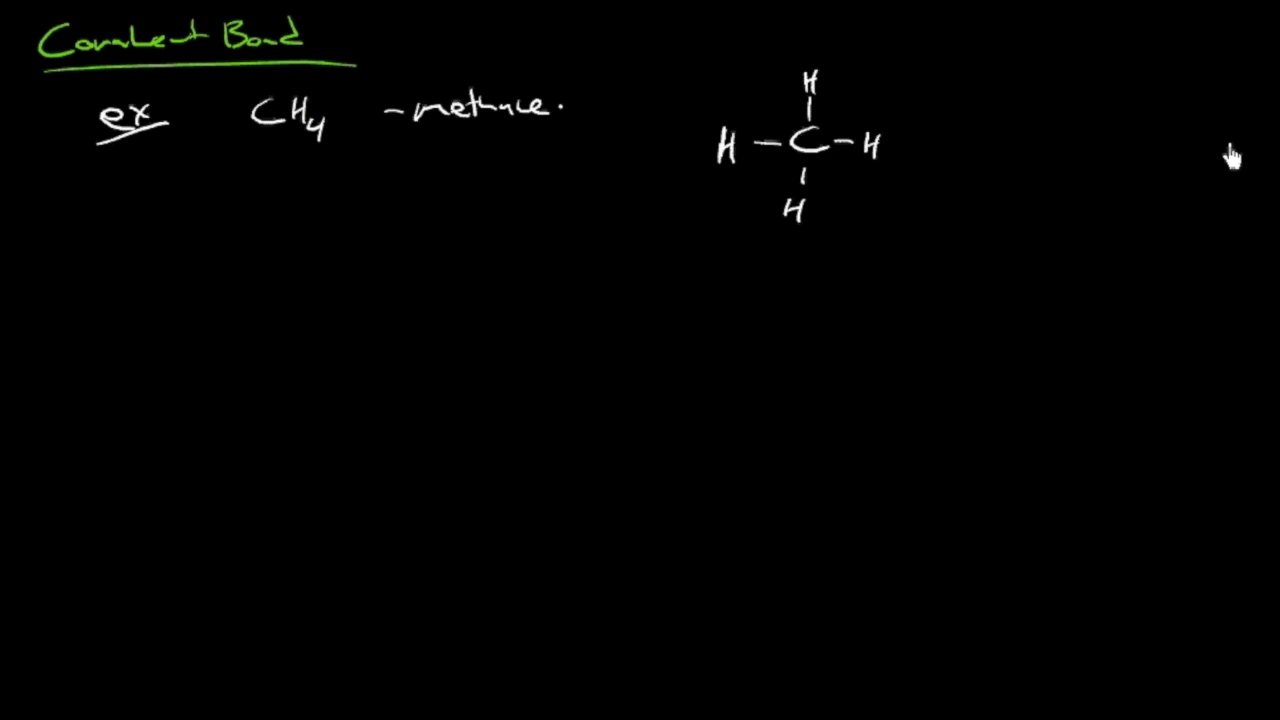 Covalent Bond
ex CH4 - methane.
H
H - C - H
H